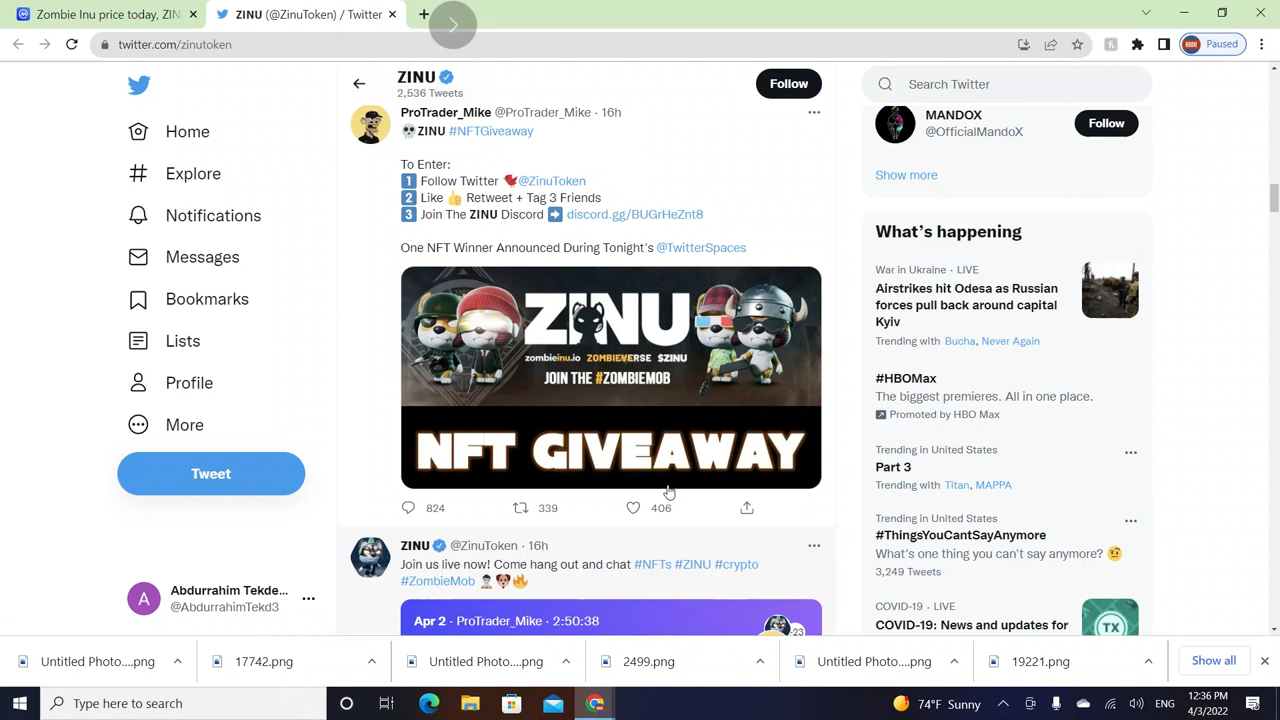 Zombie Inu price today, ZIN
ZINU (@ZinuToken) / Twitter
twitter.com/zinutoken
Paused
Home
Explore
Notifications
Messages
Bookmarks
Lists
Profile
More
Tweet
Abdurrahim Tekde...
@AbdurrahimTekd3
ZINU
2,536 Tweets
Follow
ProTrader_Mike @ProTrader_Mike · 16h
💀ZINU #NFTGiveaway
To Enter:
1 Follow Twitter @ZinuToken
2 Like 👍 Retweet + Tag 3 Friends
3 Join The ZINU Discord ➡ discord.gg/BUGrHeZnt8
One NFT Winner Announced During Tonight's @TwitterSpaces
ZINU
zombieinu.io ZOMBIEVERSE $ZINU
JOIN THE #ZOMBIEMOB
NFT GIVEAWAY
824 339 406
ZINU @ZinuToken · 16h
Join us live now! Come hang out and chat #NFTs #ZINU #crypto
#ZombieMob
Apr 2 · ProTrader_Mike · 2:50:38
+23
Search Twitter
MANDOX
@OfficialMandoX
Follow
Show more
What's happening
War in Ukraine · LIVE
Airstrikes hit Odesa as Russian
forces pull back around capital
Kyiv
Trending with Bucha, Never Again
#HBOMax
The biggest premieres. All in one place.
Promoted by HBO Max
Trending in United States
Part 3
Trending with Titan, MAPPA
Trending in United States
#ThingsYouCantSayAnymore
What's one thing you can't say anymore? 🤨
3,249 Tweets
COVID-19 · LIVE
COVID-19: News and updates for
TX
Untitled Photo....png
17742.png
Untitled Photo....png
2499.png
Untitled Photo....png
19221.png
Show all
Type here to search
74°F Sunny
ENG
12:36 PM
4/3/2022